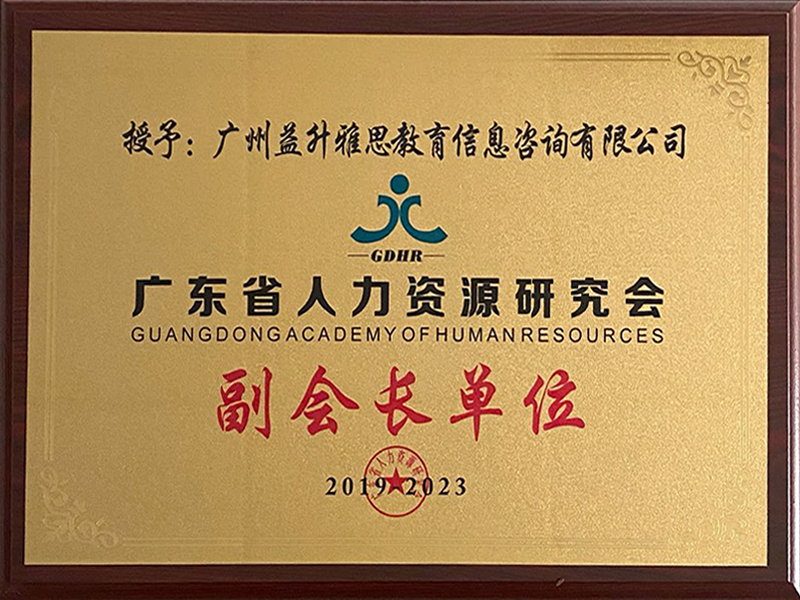 授予：广州益升雅思教育信息咨询有限公司
GDHR
广东省人力资源研究会
GUANGDONG ACADEMY OF HUMAN RESOURCES
副会长单位
2019-2023